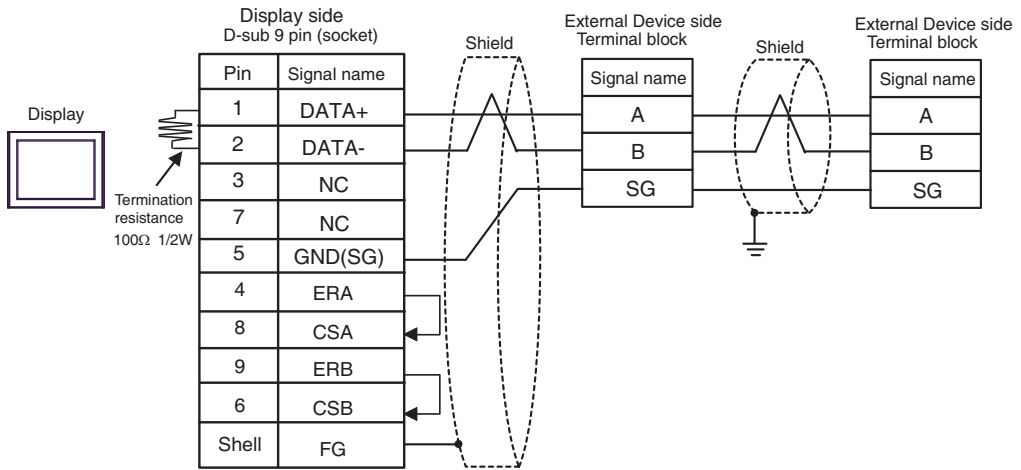 Display side
D-sub 9 pin (socket)
Shield
External Device side
Terminal block
Shield
External Device side
Terminal block
Display
Termination
resistance
100Ω 1/2W
Pin Signal name
1 DATA+
2 DATA-
3 NC
7 NC
5 GND(SG)
4 ERA
8 CSA
9 ERB
6 CSB
Shell FG
Signal name
A
B
SG
Signal name
A
B
SG